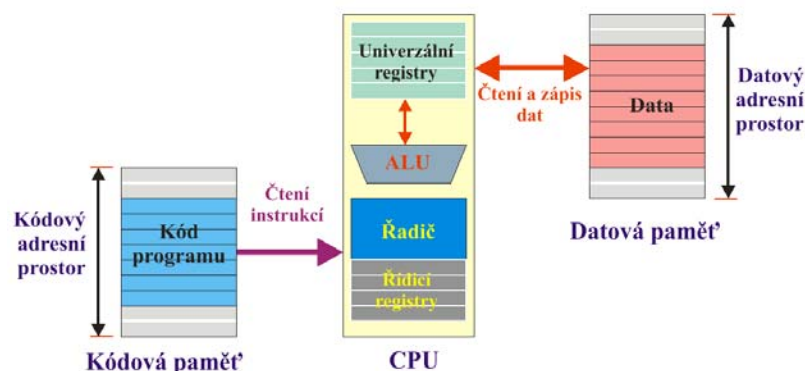 Kódový
adresní
prostor
Kód
programu
Kódová paměť
Čtení
instrukcí
Univerzální
registry
ALU
Řadič
Řídicí
registry
CPU
Čtení a zápis
dat
Data
Datový
adresní
prostor
Datová paměť